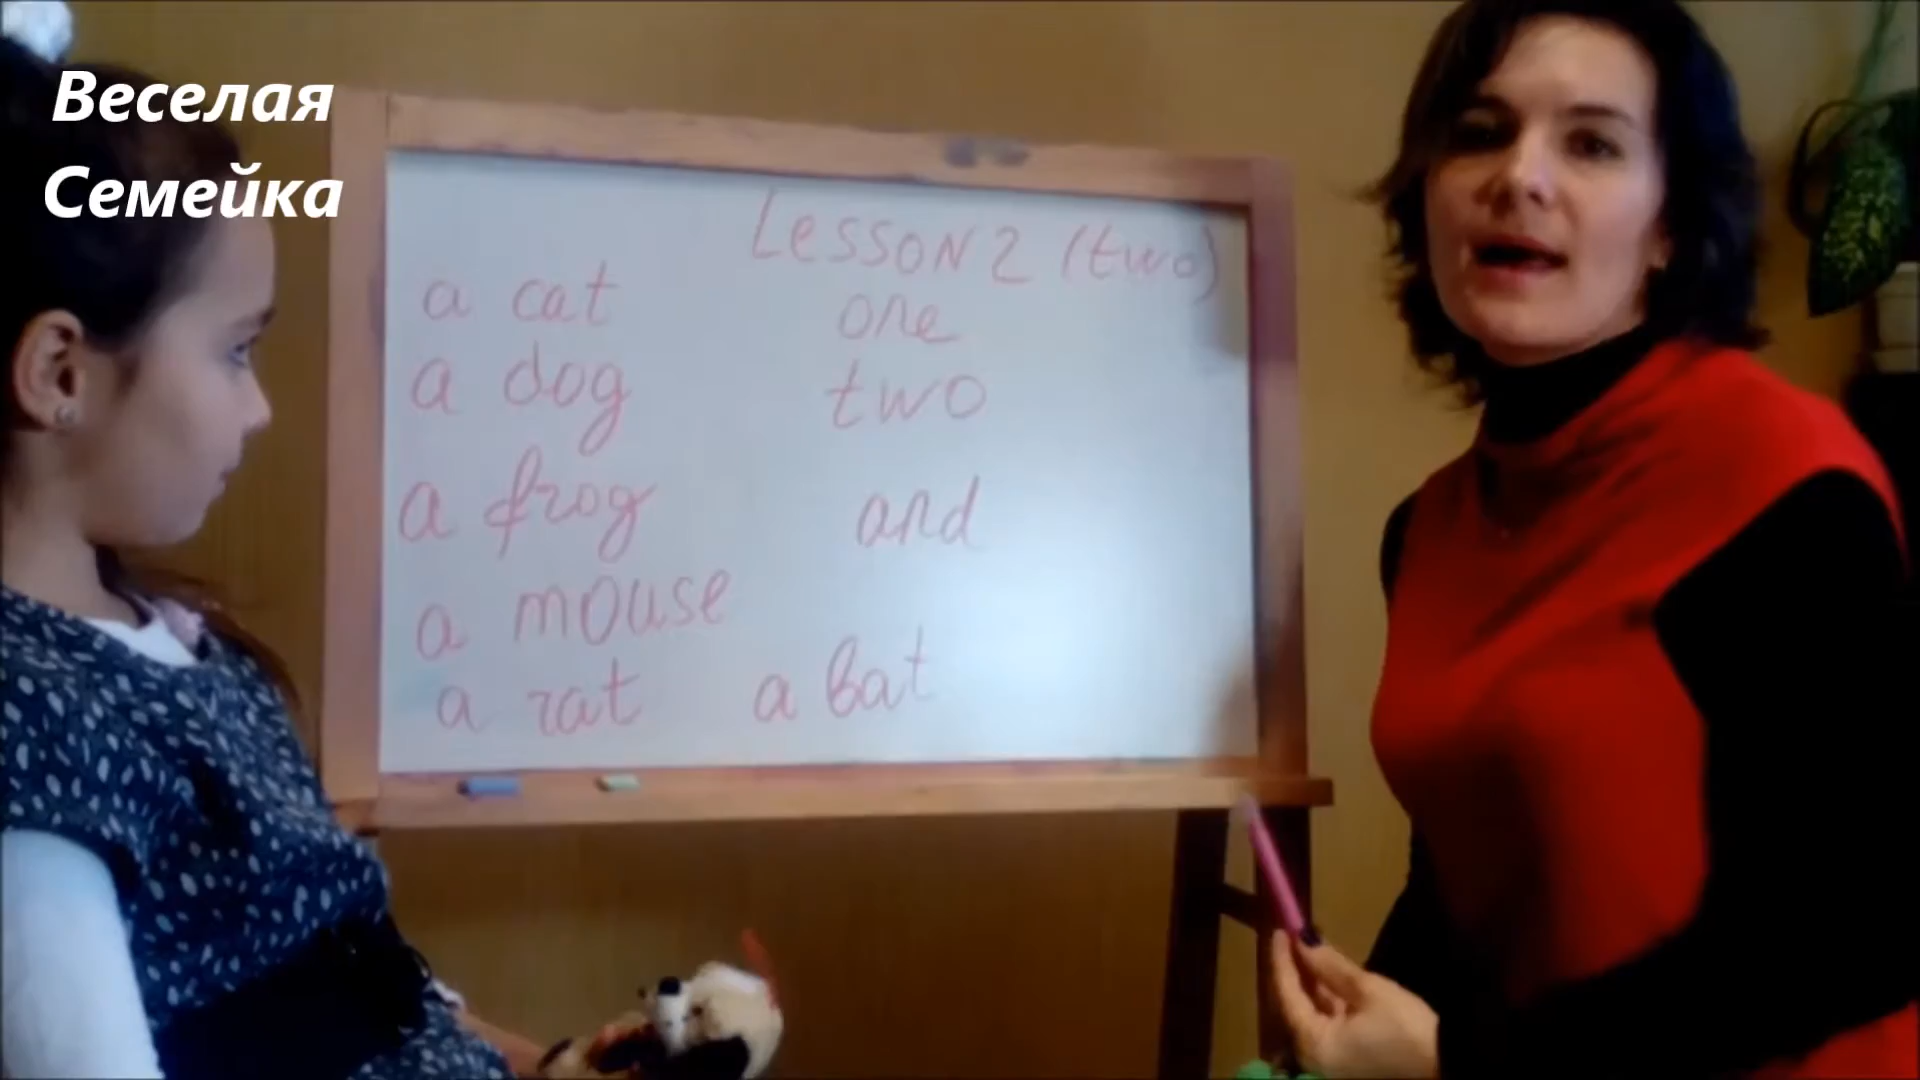 Веселая
Семейка
Lesson 2 (two)
a cat
one
a dog
two
a frog
and
a mouse
a rat
a bat